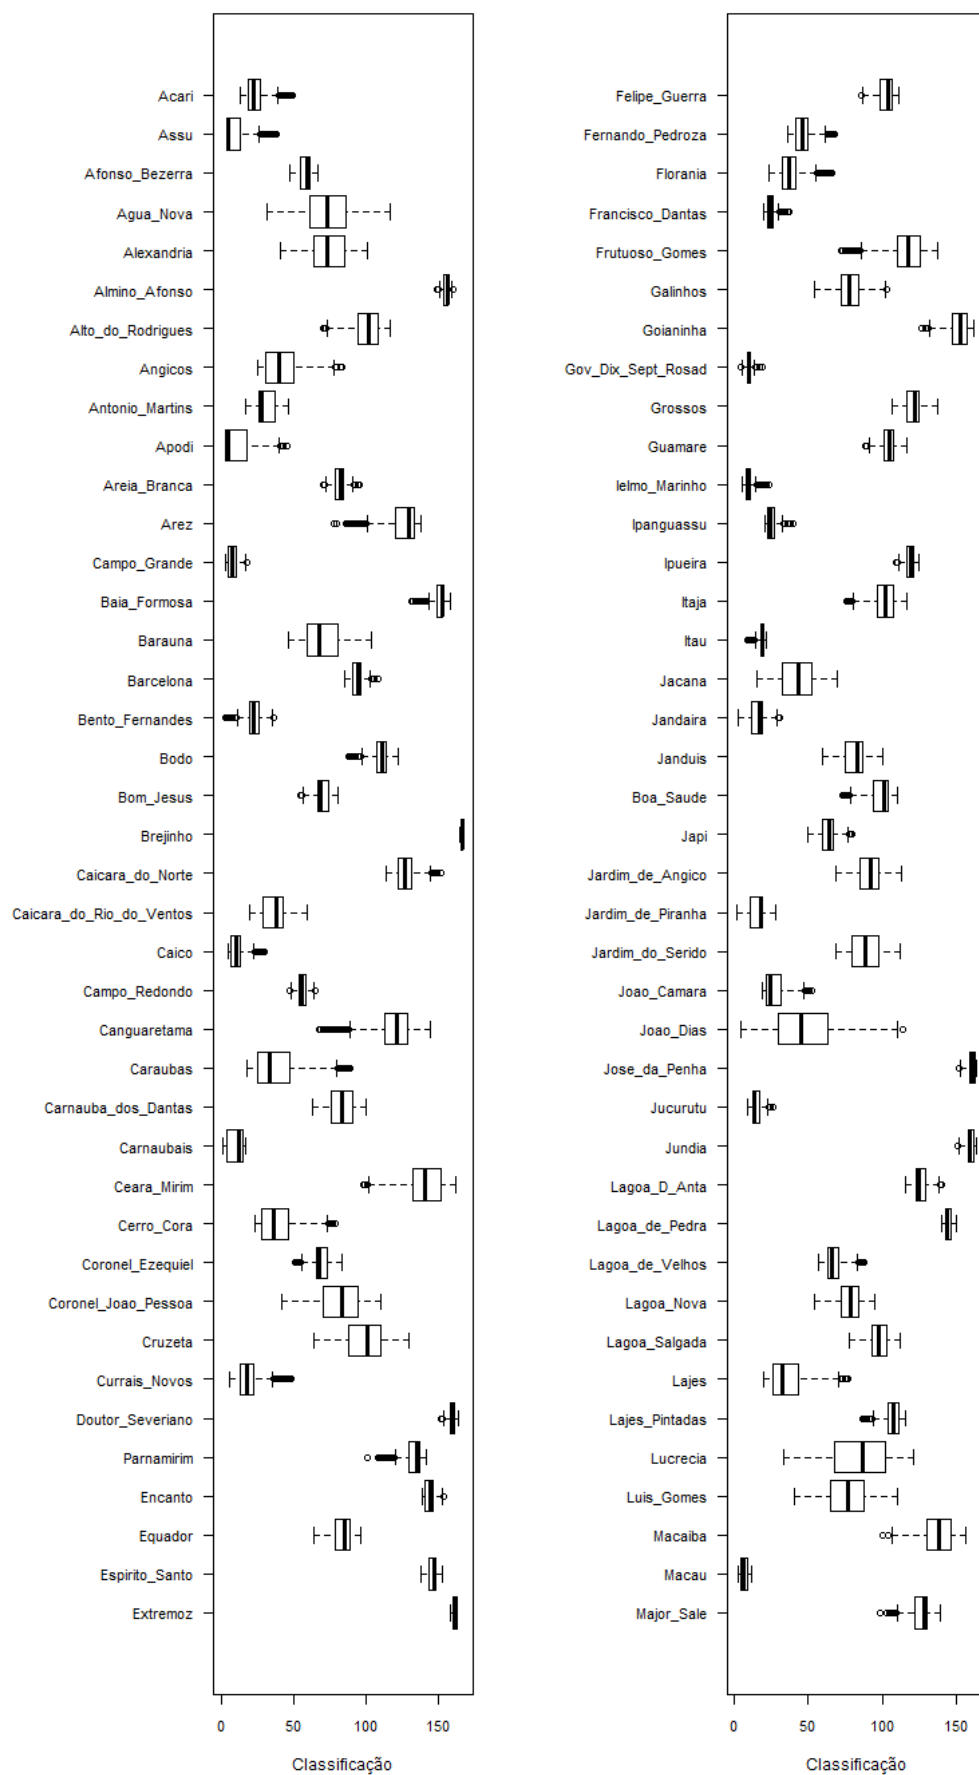 Acari
Assu
Afonso_Bezerra
Agua_Nova
Alexandria
Almino_Afonso
Alto_do_Rodrigues
Angicos
Antonio_Martins
Apodi
Areia_Branca
Arez
Campo_Grande
Baia_Formosa
Barauna
Barcelona
Bento_Fernandes
Bodo
Bom_Jesus
Brejinho
Caicara_do_Norte
Caicara_do_Rio_do_Ventos
Caico
Campo_Redondo
Canguaretama
Caraubas
Carnauba_dos_Dantas
Carnaubais
Ceara_Mirim
Cerro_Cora
Coronel_Ezequiel
Coronel_Joao_Pessoa
Cruzeta
Currais_Novos
Doutor_Severiano
Parnamirim
Encanto
Equador
Espirito_Santo
Extremoz
0 50 100 150
Classificação
Felipe_Guerra
Fernando_Pedroza
Florania
Francisco_Dantas
Frutuoso_Gomes
Galinhos
Goianinha
Gov_Dix_Sept_Rosad
Grossos
Guamare
Ielmo_Marinho
Ipanguassu
Ipueira
Itaja
Itau
Jacana
Jandaira
Janduis
Boa_Saude
Japi
Jardim_de_Angico
Jardim_de_Piranha
Jardim_do_Serido
Joao_Camara
Joao_Dias
Jose_da_Penha
Jucurutu
Jundia
Lagoa_D_Anta
Lagoa_de_Pedra
Lagoa_de_Velhos
Lagoa_Nova
Lagoa_Salgada
Lajes
Lajes_Pintadas
Lucrecia
Luis_Gomes
Macaiba
Macau
Major_Sale
0 50 100 150
Classificação